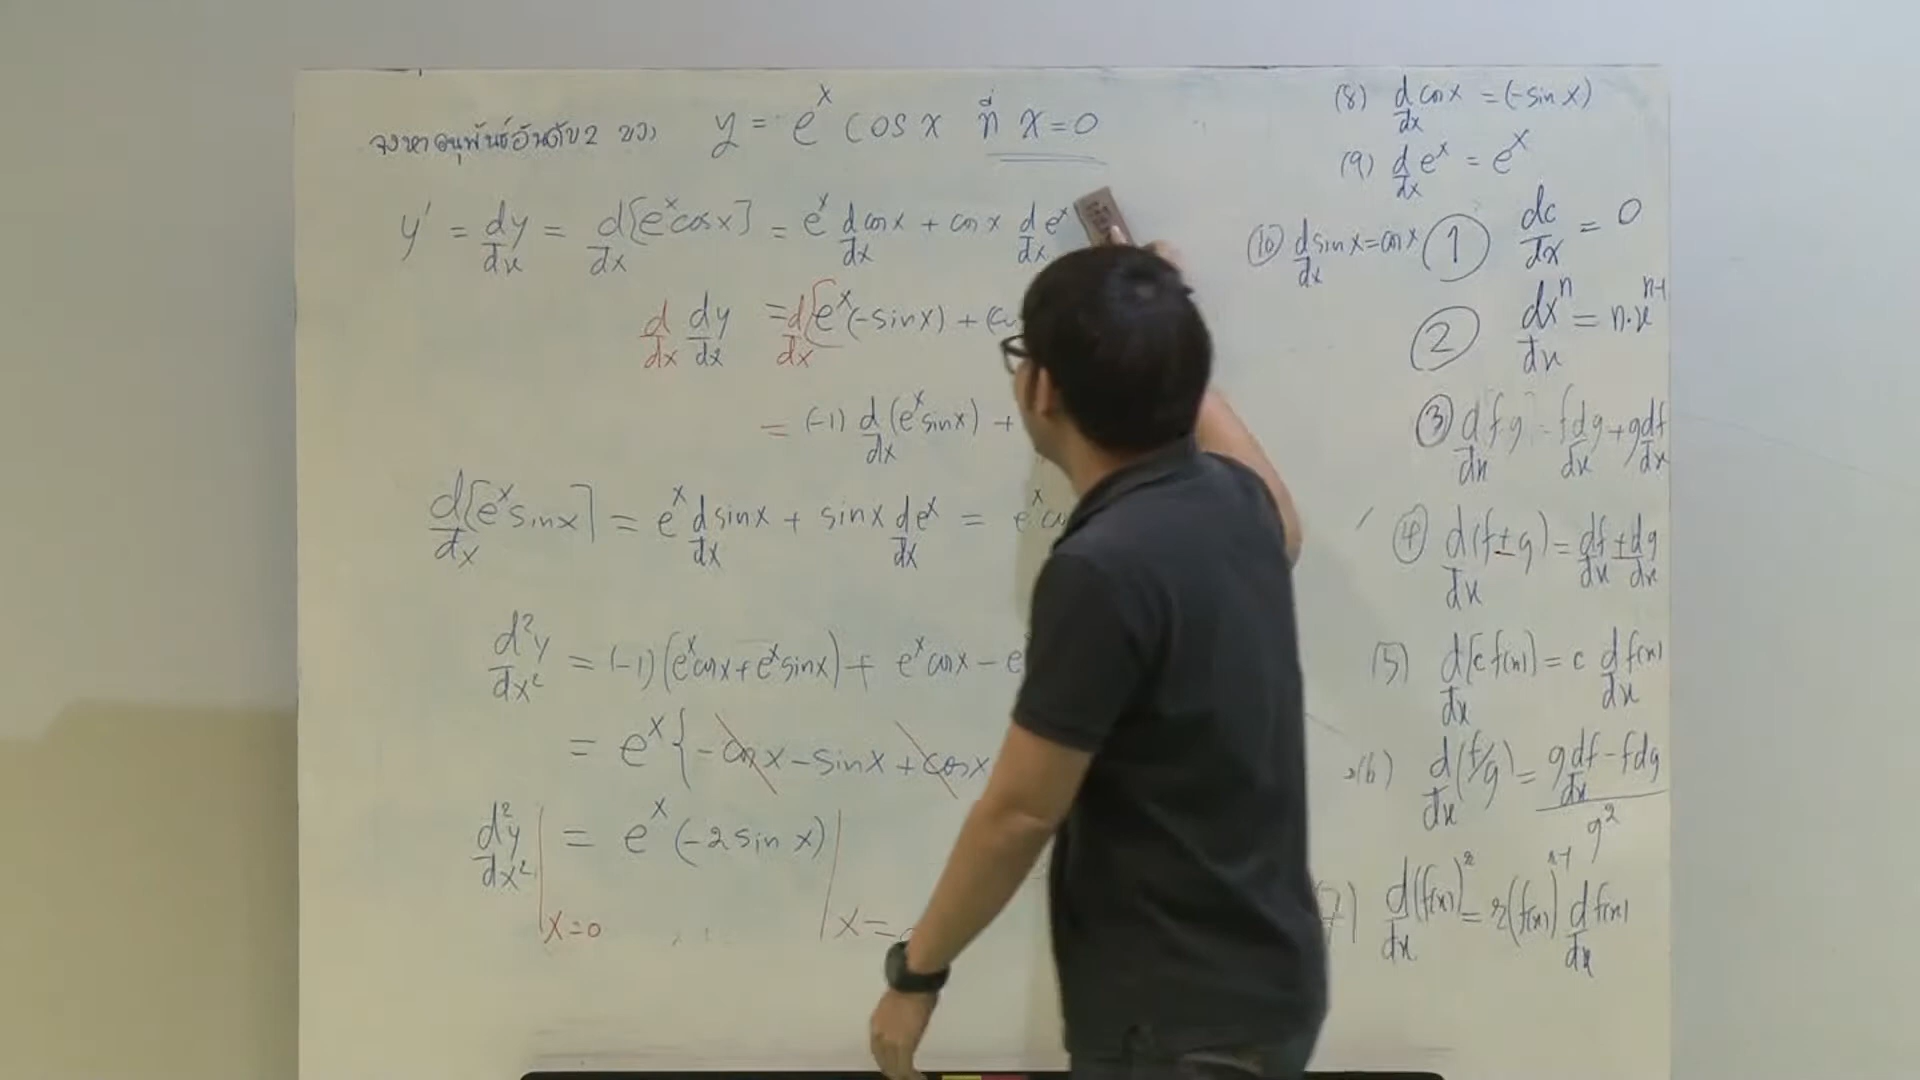 จงหาอนุพันธ์อันดับ 2 ของ y = e^x cos x ที่ x = 0
y' = dy/dx = d/dx [e^x cos x] = e^x d/dx cos x + cos x d/dx e^x
d/dx dy/dx = d/dx [e^x (-sin x) +
= (-1) d/dx (e^x sin x) +
d/dx [e^x sin x] = e^x d/dx sin x + sin x d/dx e^x = e^x
d²y/dx² = (-1)(e^x cos x + e^x sin x) + e^x cos x - e
= e^x { - cos x - sin x + cos x
d²y/dx² | x=0 = e^x (-2 sin x) | x=
(8) d/dx cos x = (-sin x)
(9) d/dx e^x = e^x
(10) d/dx sin x = cos x
① dc/dx = 0
② dx^n/dx = n·x^n-1
③ d/dx f·g = f dg/dx + g df/dx
④ d/dx (f ± g) = df/dx ± dg/dx
(5) d/dx [c f(x)] = c d/dx f(x)
(6) d/dx (f/g) = (g df/dx - f dg)/g²
(7) d/dx (f(x))^r = r (f(x))^r-1 d/dx f(x)